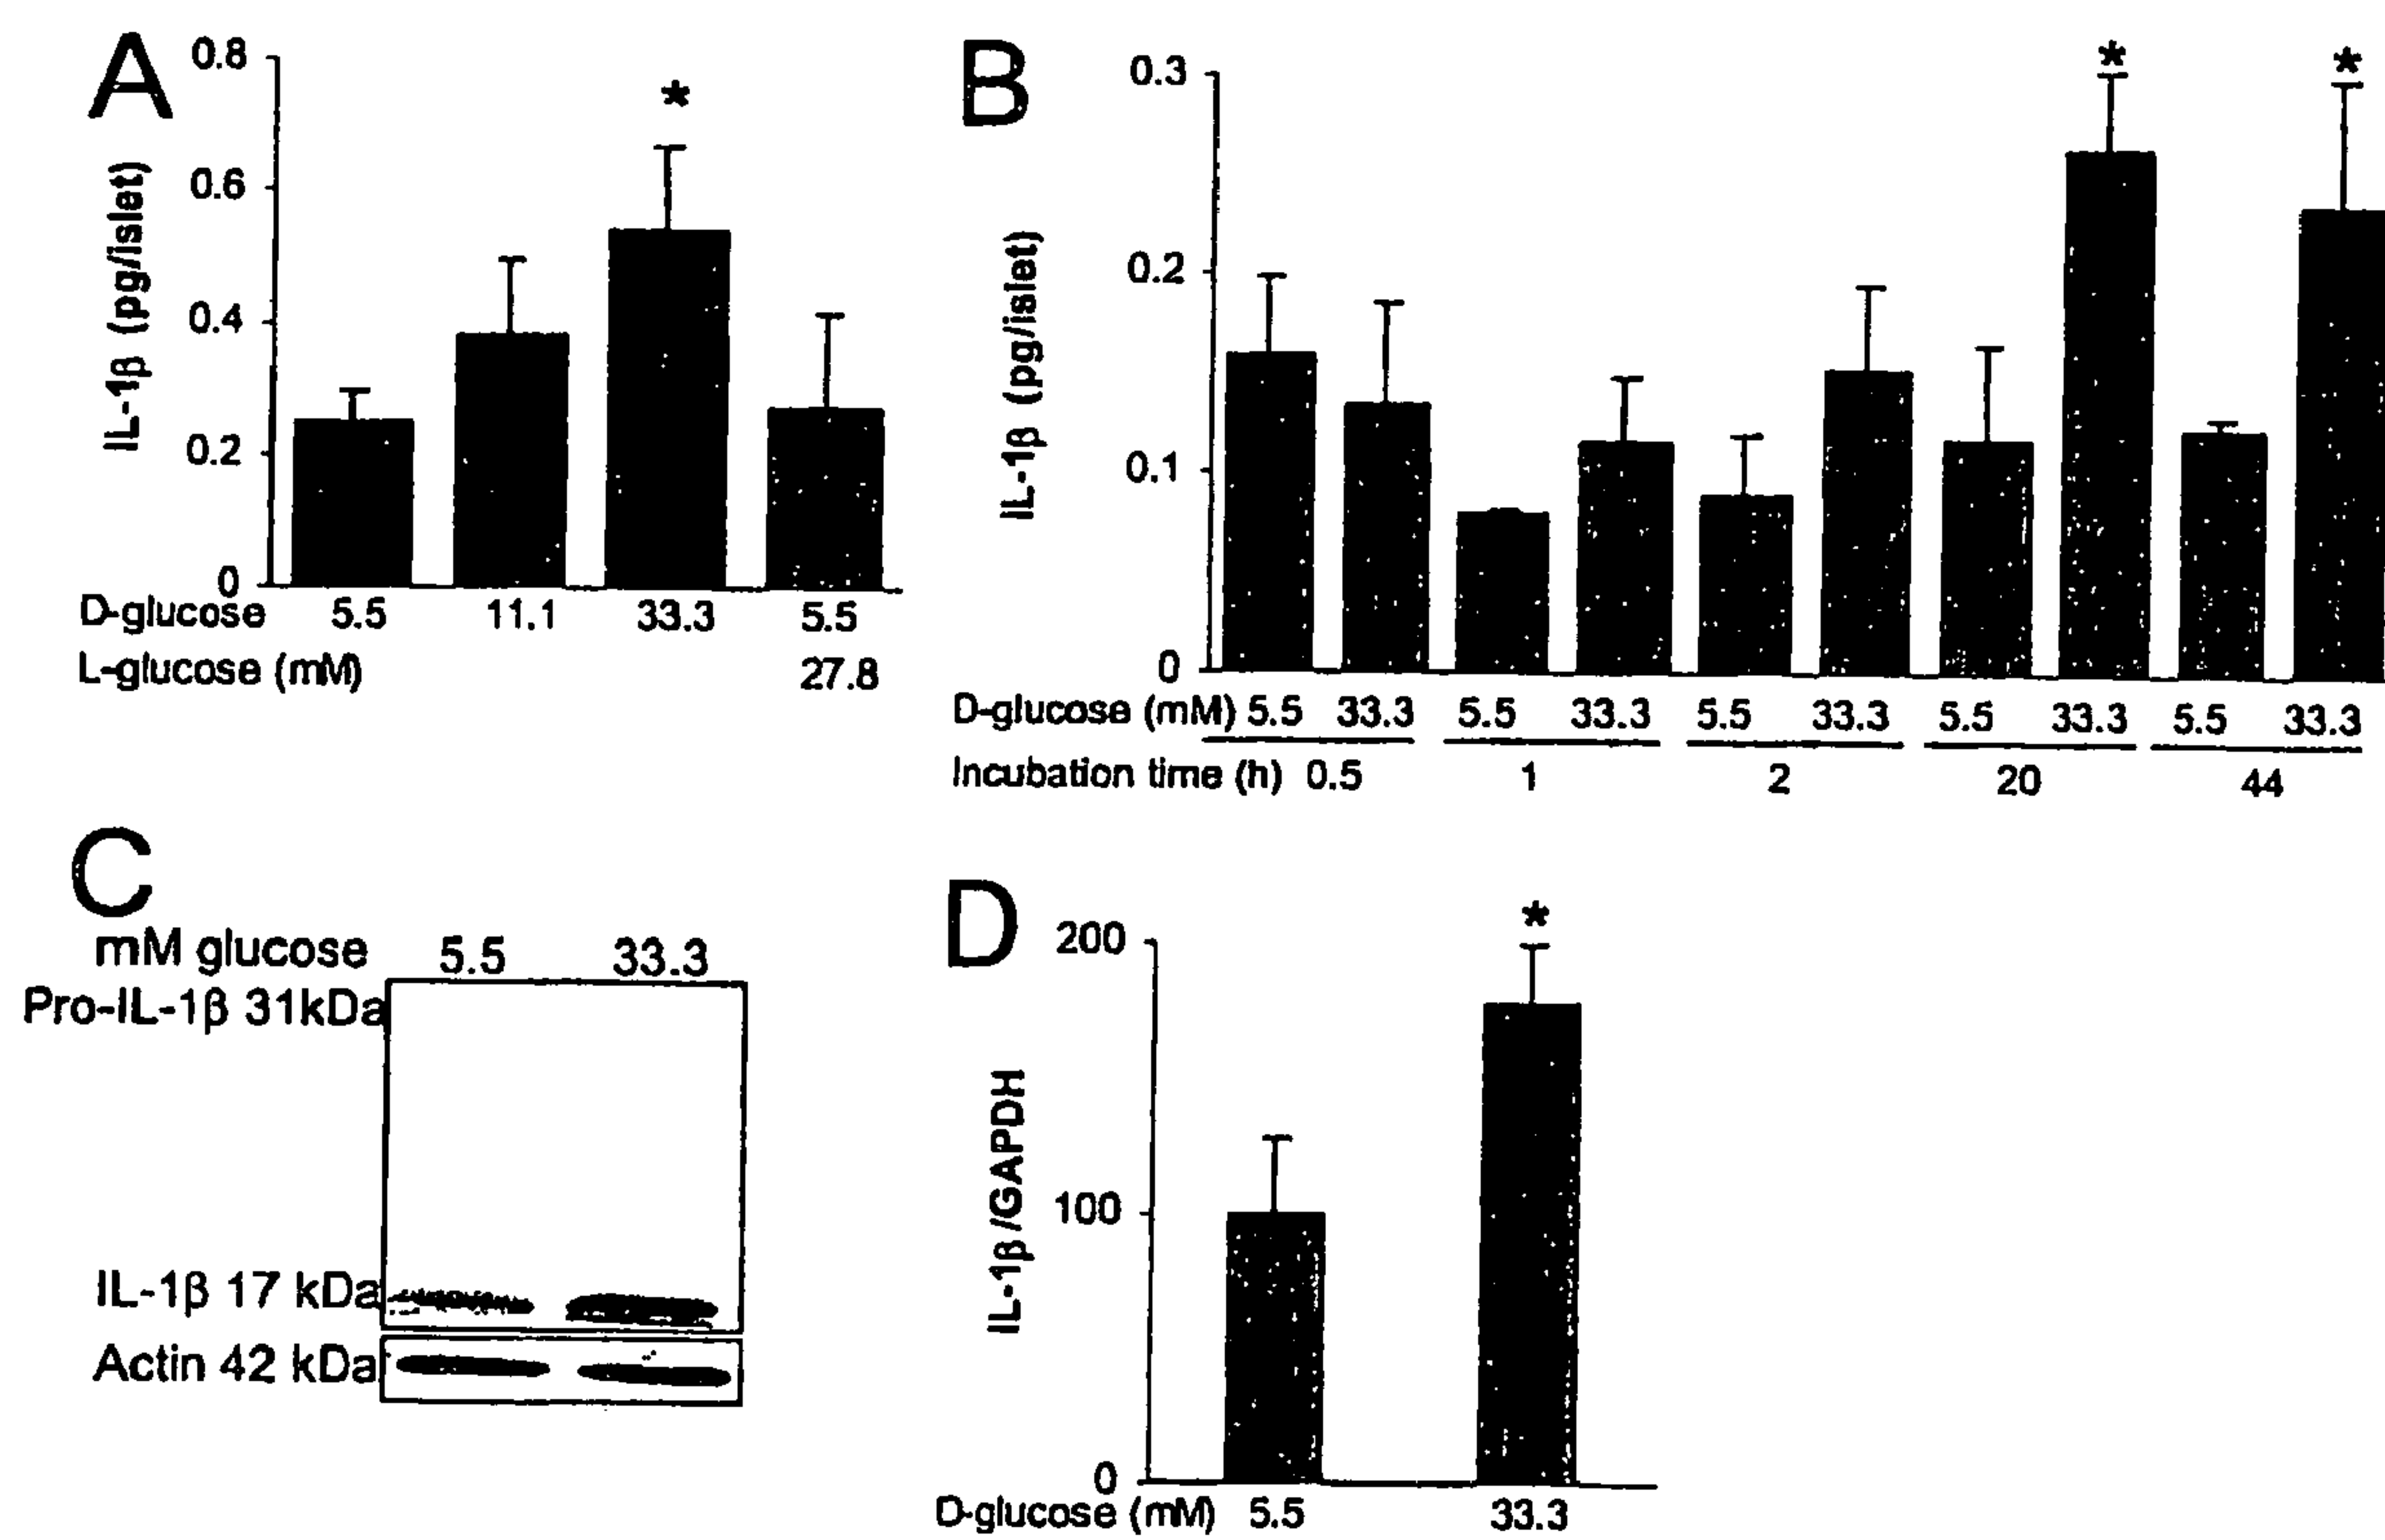 A
0.8
*
0.6
0.4
0.2
0
IL-1β (pg/islet)
D-glucose 5.5 11.1 33.3 5.5
L-glucose (mM) 27.8
B
0.3
* *
0.2
0.1
0
IL-1β (pg/islet)
D-glucose (mM) 5.5 33.3 5.5 33.3 5.5 33.3 5.5 33.3 5.5 33.3
Incubation time (h) 0.5 1 2 20 44
C
mM glucose 5.5 33.3
Pro-IL-1β 31kDa
IL-1β 17 kDa
Actin 42 kDa
D
200
*
100
0
IL-1β/GAPDH
D-glucose (mM) 5.5 33.3